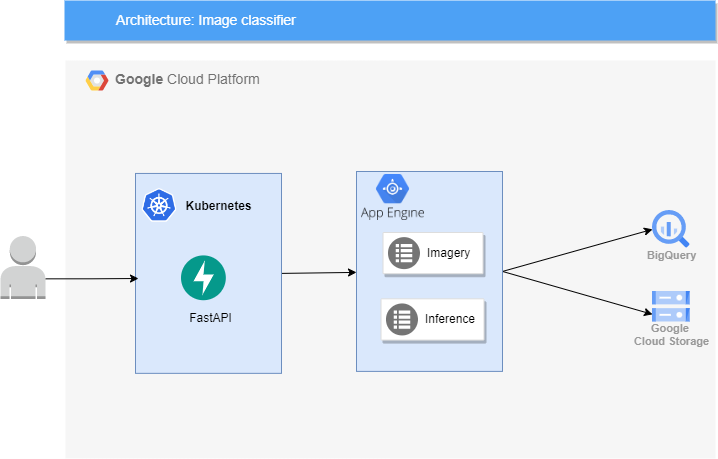 Architecture: Image classifier
Google Cloud Platform
Kubernetes
FastAPI
App Engine
Imagery
Inference
BigQuery
Google
Cloud Storage